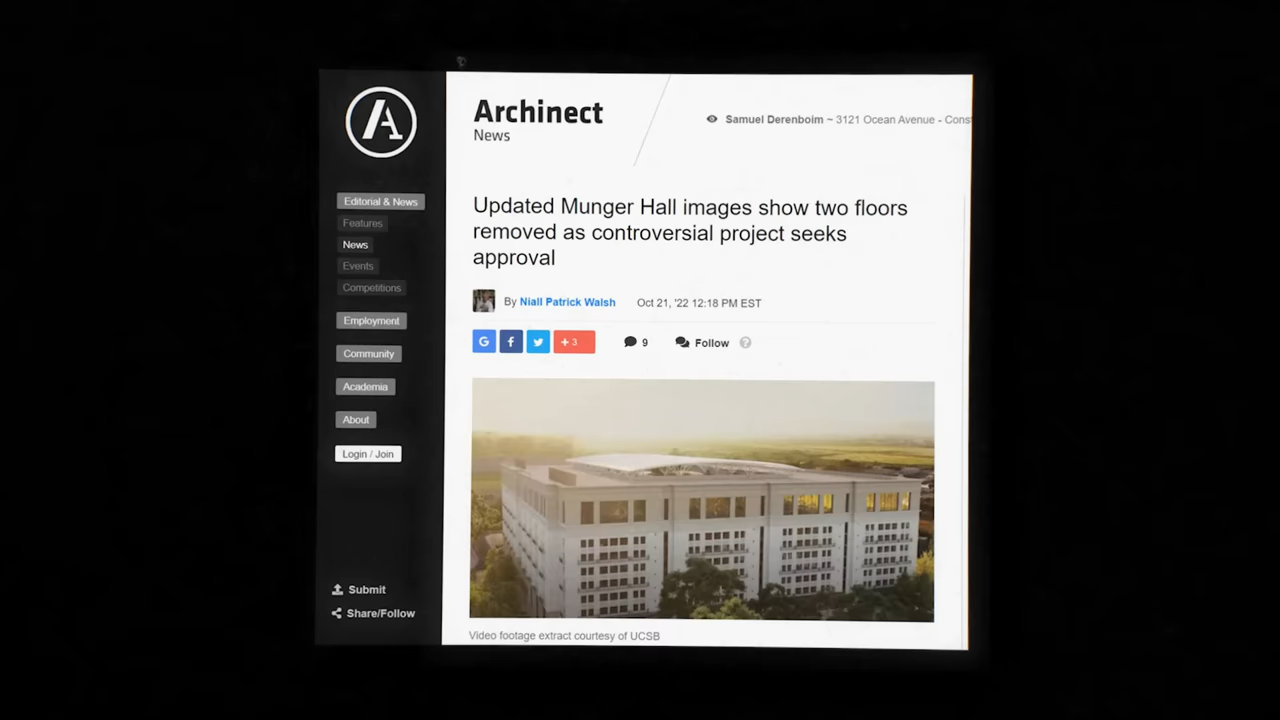 Archinect
News
Samuel Derenboim ~ 3121 Ocean Avenue - Const
Editorial & News
Features
News
Events
Competitions
Employment
Community
Academia
About
Login / Join
Submit
Share/Follow
Updated Munger Hall images show two floors
removed as controversial project seeks
approval
By Niall Patrick Walsh Oct 21, '22 12:18 PM EST
G f + 3 9 Follow ?
Video footage extract courtesy of UCSB